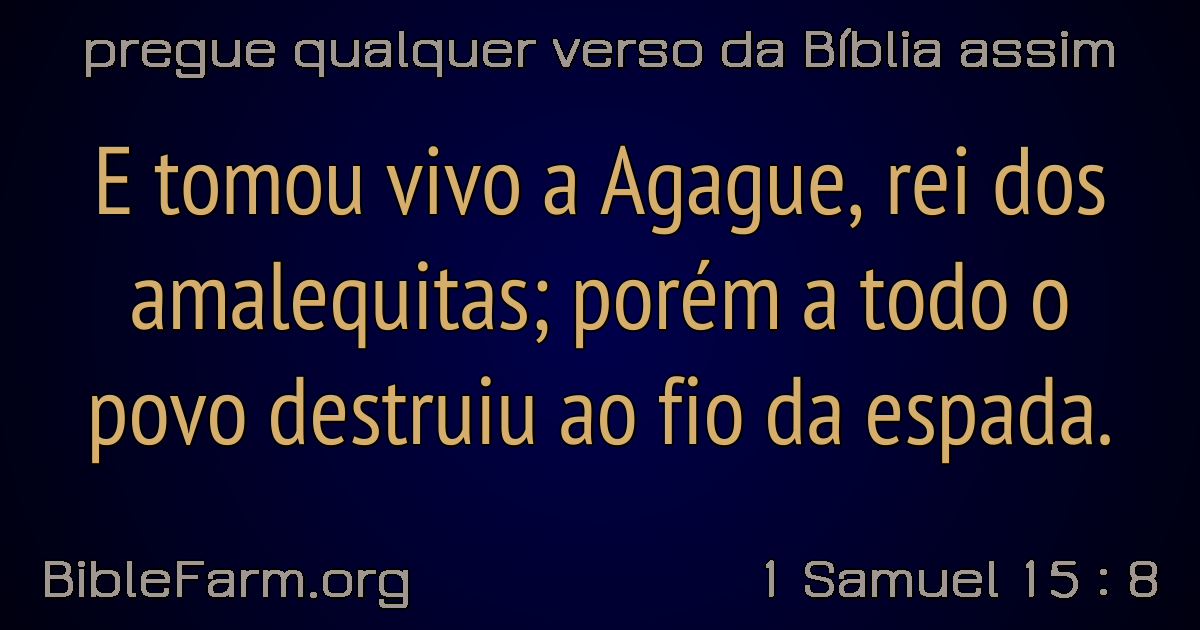 pregue qualquer verso da Bíblia assim
E tomou vivo a Agague, rei dos
amalequitas; porém a todo o
povo destruiu ao fio da espada.
BibleFarm.org
1 Samuel 15 : 8